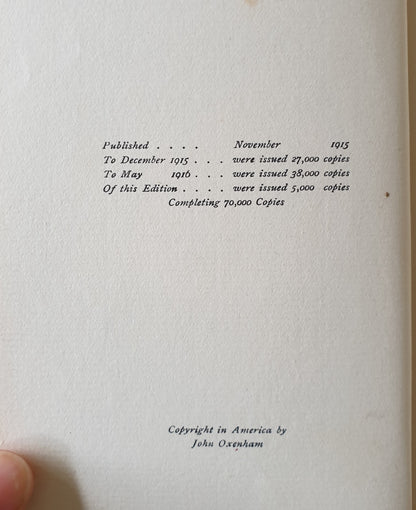 Published . . . . November 1915
To December 1915 . . . were issued 27,000 copies
To May 1916 . . . were issued 38,000 copies
Of this Edition . . . . were issued 5,000 copies
Completing 70,000 Copies
Copyright in America by
John Oxenham